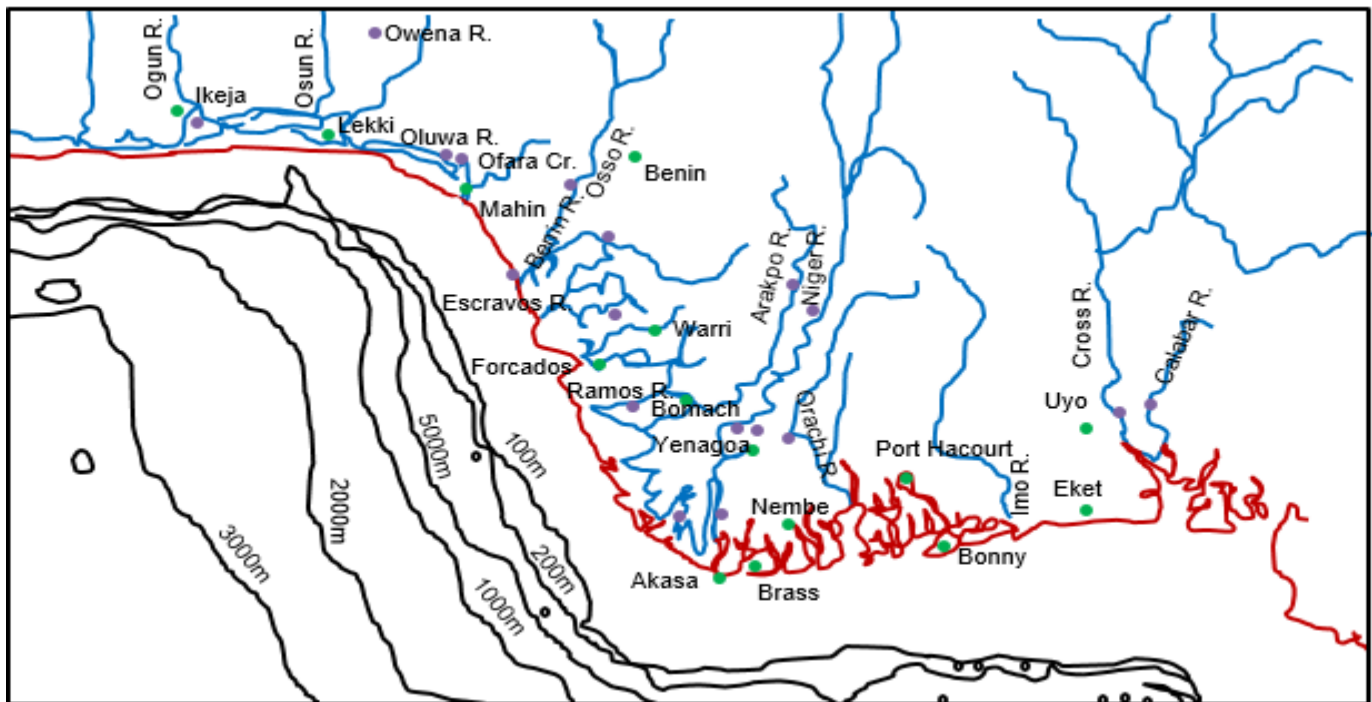 Owena R.
Ogun R.
Osun R.
Ikeja
Lekki
Oluwa R.
Ofara Cr.
Osso R.
Benin
Mahin
Benin R.
Escravos R.
Arakpo R.
Niger R.
Warri
Cross R.
Calabar R.
Forcados
Ramos R.
Bomach
Orachi R.
Uyo
Yenagoa
Port Hacourt
5000m
100m
Imo R.
Eket
Nembe
2000m
3000m
200m
1000m
Akasa
Brass
Bonny